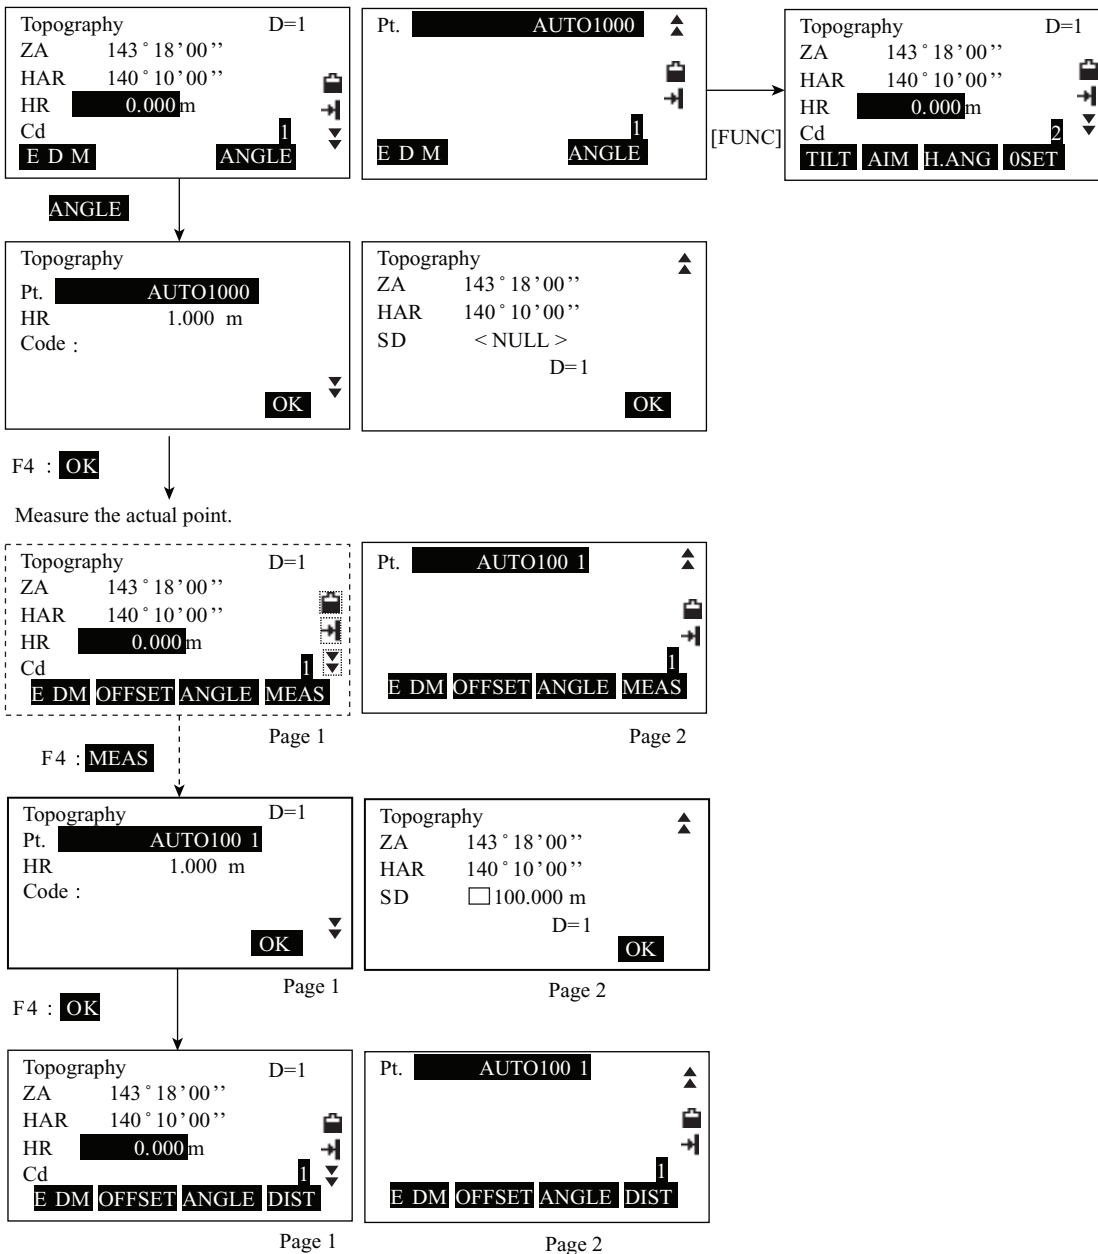 Topography D=1
ZA 143°18’00’’
HAR 140°10’00’’
HR 0.000 m
Cd 1
E D M ANGLE
Pt. AUTO1000
1
E D M ANGLE
[FUNC]
Topography D=1
ZA 143°18’00’’
HAR 140°10’00’’
HR 0.000 m
Cd 2
TILT AIM H.ANG 0SET
ANGLE
Topography
Pt. AUTO1000
HR 1.000 m
Code :
OK
Topography
ZA 143°18’00’’
HAR 140°10’00’’
SD < NULL >
D=1
OK
F4 : OK
Measure the actual point.
Topography D=1
ZA 143°18’00’’
HAR 140°10’00’’
HR 0.000 m
Cd 1
E DM OFFSET ANGLE MEAS
Page 1
Pt. AUTO100 1
1
E DM OFFSET ANGLE MEAS
Page 2
F4 : MEAS
Topography D=1
Pt. AUTO100 1
HR 1.000 m
Code :
OK
Page 1
Topography
ZA 143°18’00’’
HAR 140°10’00’’
SD 100.000 m
D=1
OK
Page 2
F4 : OK
Topography D=1
ZA 143°18’00’’
HAR 140°10’00’’
HR 0.000 m
Cd 1
E DM OFFSET ANGLE DIST
Page 1
Pt. AUTO100 1
1
E DM OFFSET ANGLE DIST
Page 2